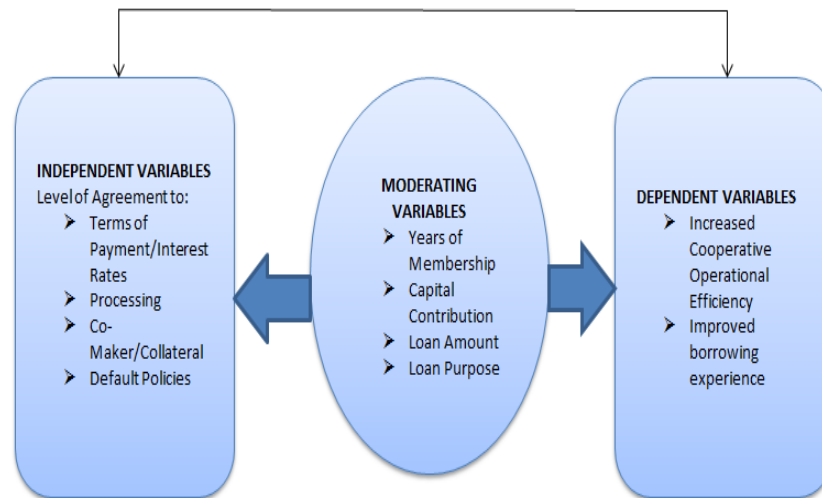 INDEPENDENT VARIABLES
Level of Agreement to:
➤ Terms of
Payment/Interest
Rates
➤ Processing
➤ Co-
Maker/Collateral
➤ Default Policies
MODERATING
VARIABLES
➤ Years of
Membership
➤ Capital
Contribution
➤ Loan Amount
➤ Loan Purpose
DEPENDENT VARIABLES
➤ Increased
Cooperative
Operational
Efficiency
➤ Improved
borrowing
experience